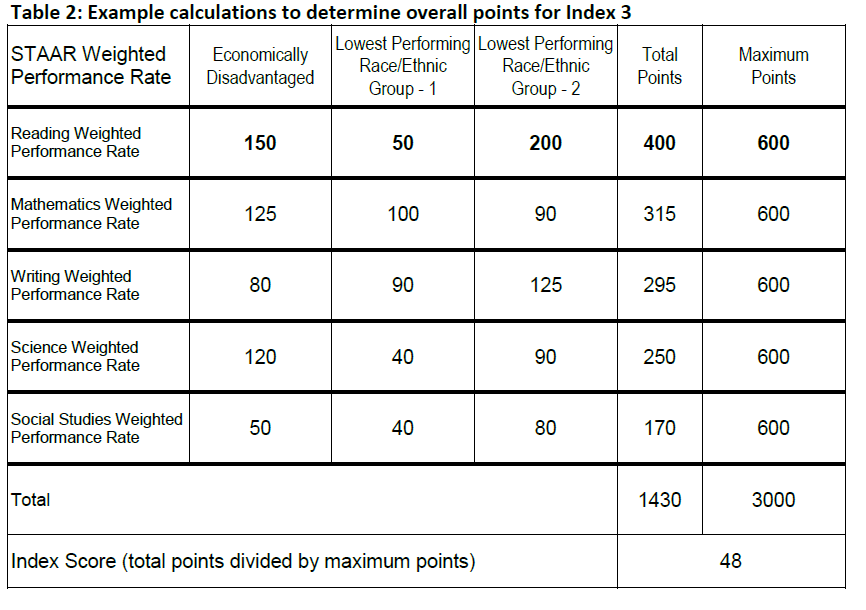 Table 2: Example calculations to determine overall points for Index 3
STAAR Weighted
Performance Rate
Economically
Disadvantaged
Lowest Performing
Race/Ethnic
Group - 1
Lowest Performing
Race/Ethnic
Group - 2
Total
Points
Maximum
Points
Reading Weighted
Performance Rate
150 50 200 400 600
Mathematics Weighted
Performance Rate
125 100 90 315 600
Writing Weighted
Performance Rate
80 90 125 295 600
Science Weighted
Performance Rate
120 40 90 250 600
Social Studies Weighted
Performance Rate
50 40 80 170 600
Total 1430 3000
Index Score (total points divided by maximum points) 48